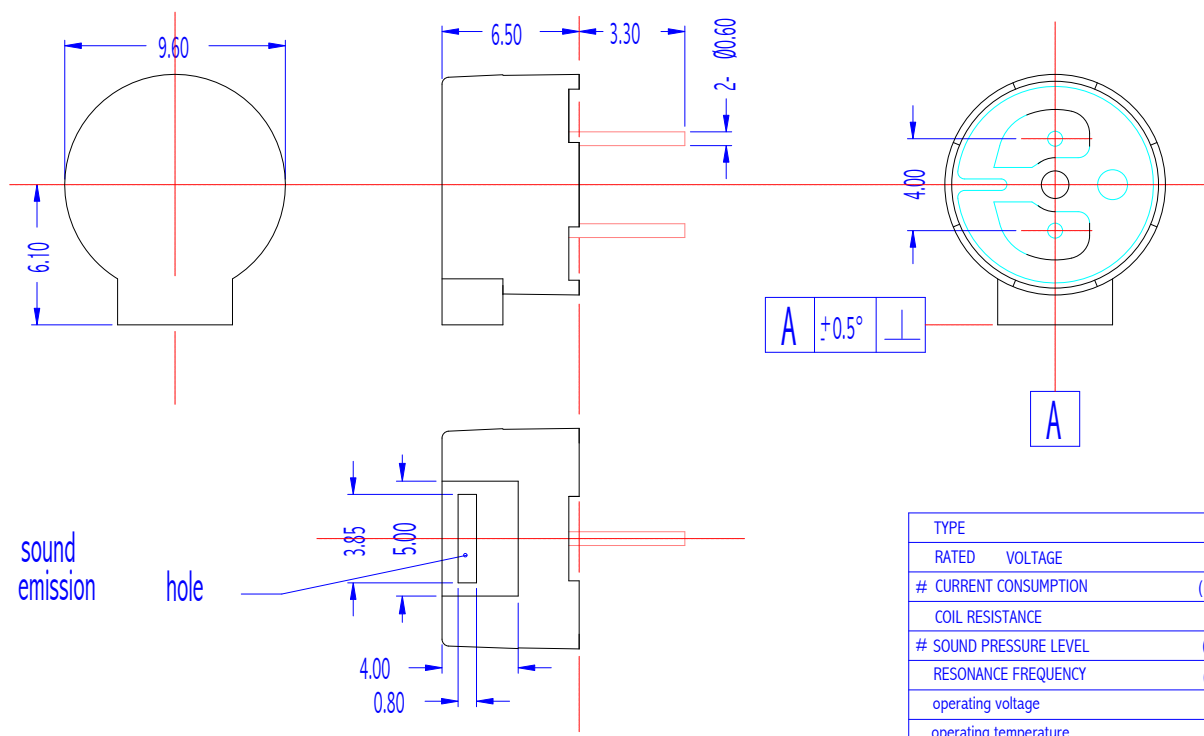 9.60
6.50
3.30
2- Ø0.60
6.10
4.00
A ±0.5° ⊥
A
3.85
5.00
sound
emission hole
4.00
0.80
TYPE
RATED VOLTAGE
# CURRENT CONSUMPTION (
COIL RESISTANCE
# SOUND PRESSURE LEVEL
RESONANCE FREQUENCY
operating voltage
operating temperature